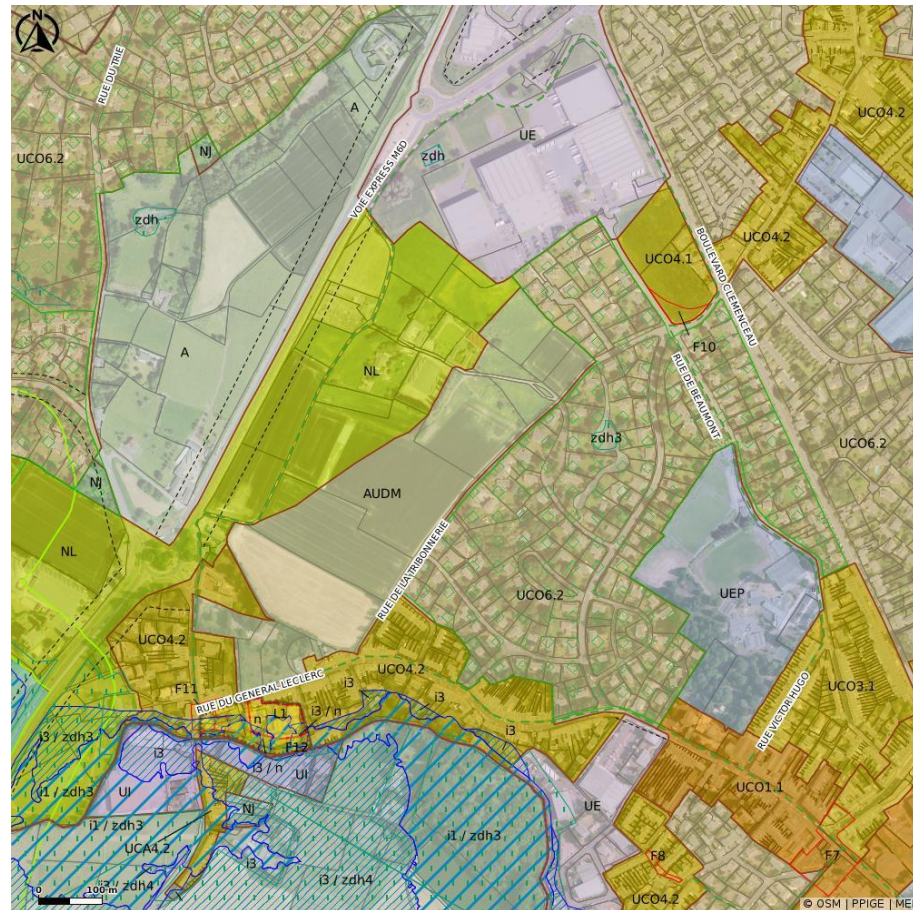 N
RUE DU TRIE
A
UCO4.2
NJ
zdh
UE
UCO6.2
VOIE EXPRESS M6D
zdh
UCO4.2
UCO4.1
BOULEVARD CLEMENCEAU
A
F10
NL
RUE DE BEAUMONT
zdh3
UCO6.2
NJ
AUDM
NL
RUE DE LA TRIBONNERIE
UEP
UCO6.2
UCO4.2
UCO4.2
F11
RUE DU GENERAL LECLERC
i3
UCO3.1
i3
L1
i3 / n
n
i3
RUE VICTOR HUGO
i3 / zdh3
F12
i3
i3 / n
UI
UI
i1 / zdh3
NJ
UE
UCO1.1
i1 / zdh3
UCA4.2
i3
F8
F7
i3 / zdh4
i3 / zdh4
UCO4.2
0 100 m
© OSM | PPIGE | ME